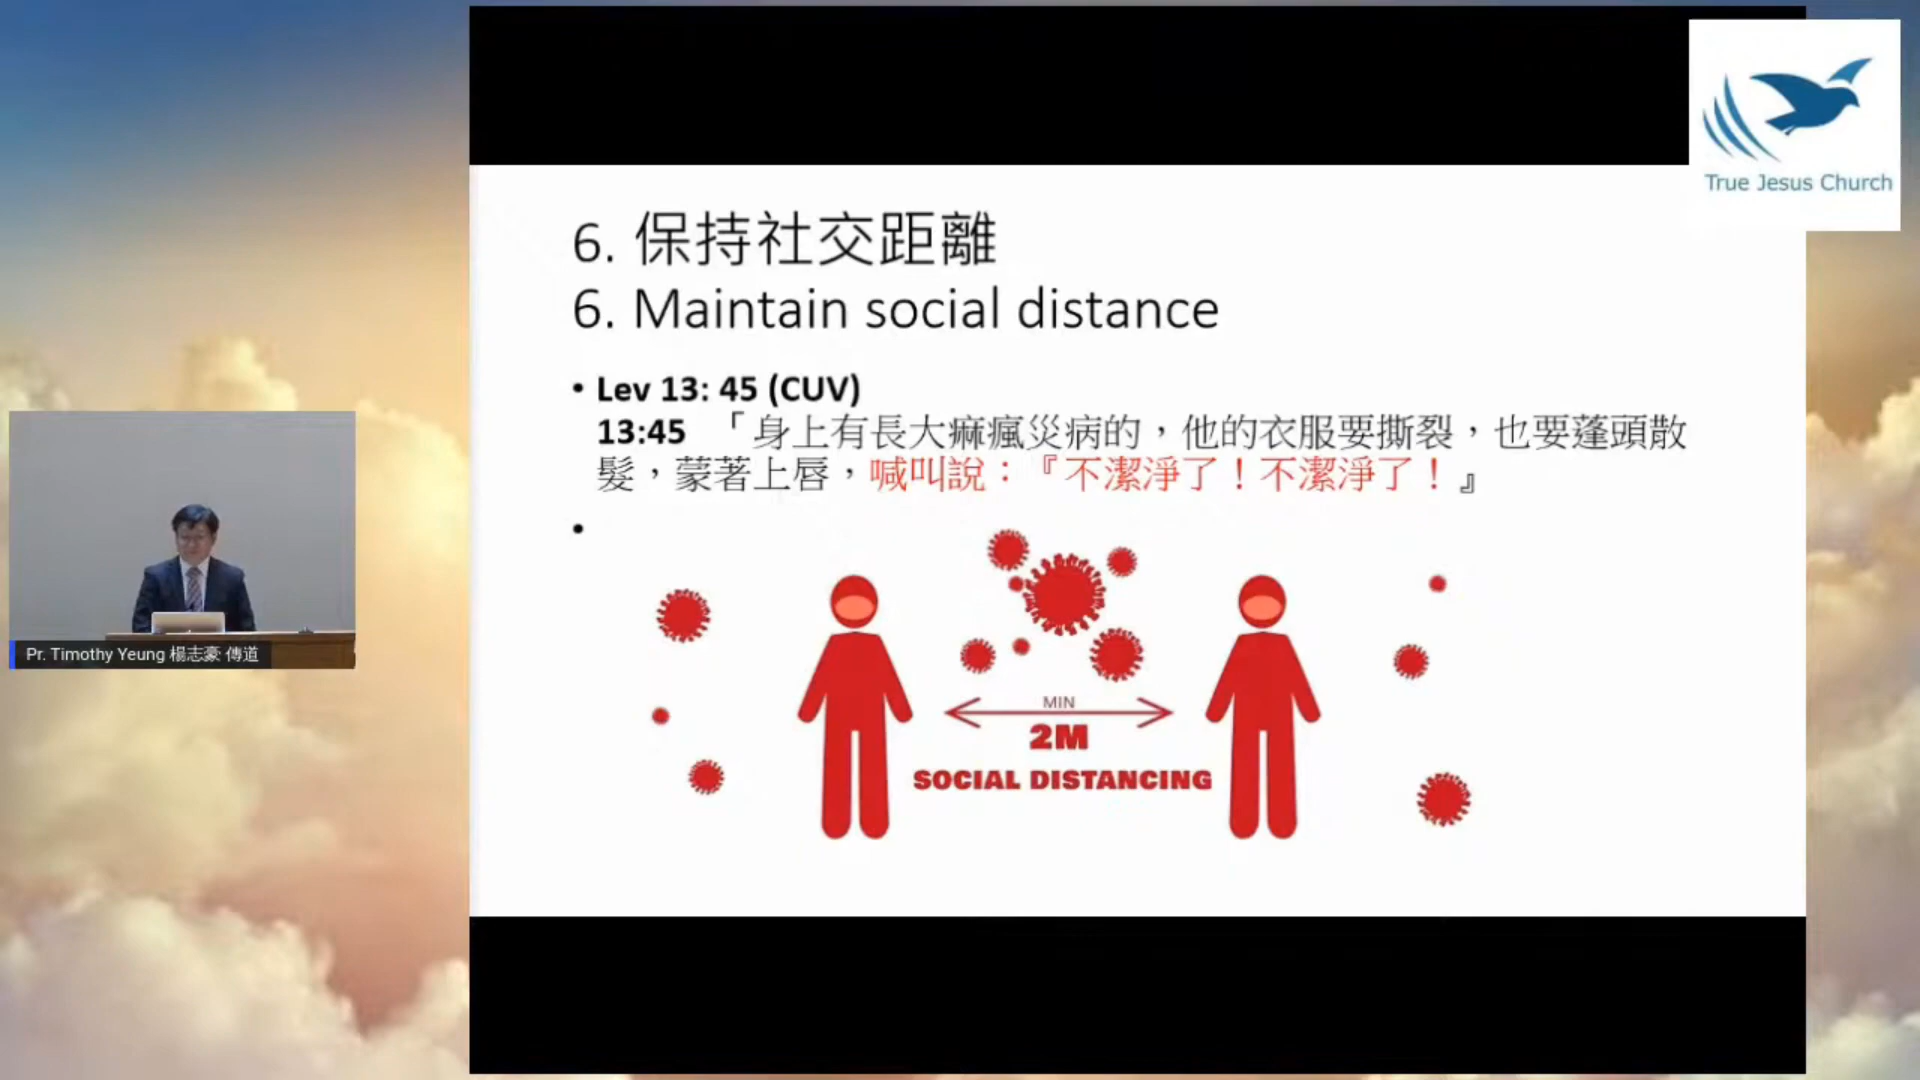 True Jesus Church
6. 保持社交距離
6. Maintain social distance
• Lev 13: 45 (CUV)
13:45 「身上有長大痲瘋災病的，他的衣服要撕裂，也要蓬頭散
髮，蒙著上唇，喊叫說：『不潔淨了！不潔淨了！』
•
MIN
2M
SOCIAL DISTANCING
Pr. Timothy Yeung 楊志豪 傳道